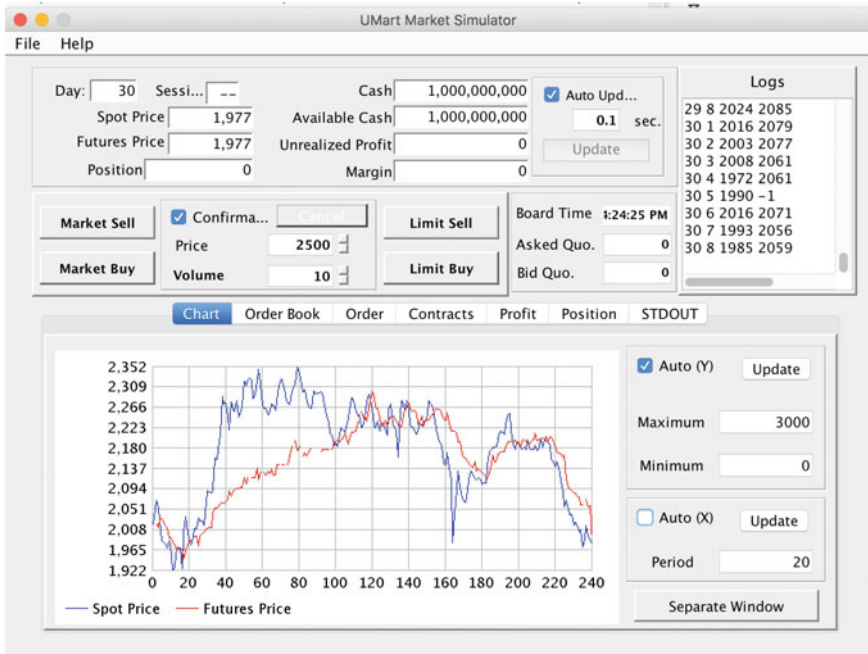 UMart Market Simulator
File Help
Day: 30 Sessi... --
Spot Price 1,977
Futures Price 1,977
Position 0
Cash 1,000,000,000
Available Cash 1,000,000,000
Unrealized Profit 0
Margin 0
Auto Upd...
0.1 sec.
Update
Logs
29 8 2024 2085
30 1 2016 2079
30 2 2003 2077
30 3 2008 2061
30 4 1972 2061
30 5 1990 -1
30 6 2016 2071
30 7 1993 2056
30 8 1985 2059
Market Sell
Market Buy
Confirma... Cancel
Price 2500
Volume 10
Limit Sell
Limit Buy
Board Time 4:24:25 PM
Asked Quo. 0
Bid Quo. 0
Chart Order Book Order Contracts Profit Position STDOUT
2,352
2,309
2,266
2,223
2,180
2,137
2,094
2,051
2,008
1,965
1,922
0 20 40 60 80 100 120 140 160 180 200 220 240
Spot Price Futures Price
Auto (Y) Update
Maximum 3000
Minimum 0
Auto (X) Update
Period 20
Separate Window